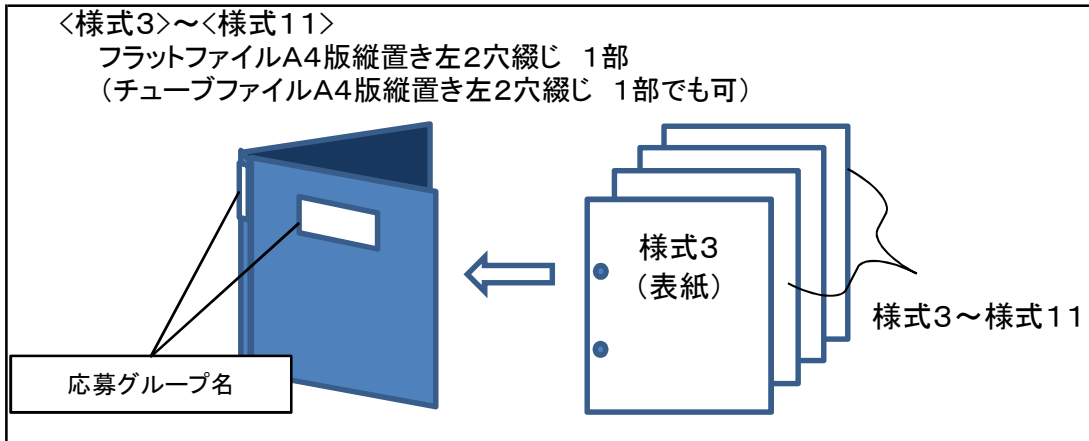 <様式3>~<様式11>
フラットファイルA4版縦置き左2穴綴じ 1部
(チューブファイルA4版縦置き左2穴綴じ 1部でも可)
様式3
(表紙)
様式3~様式11
応募グループ名